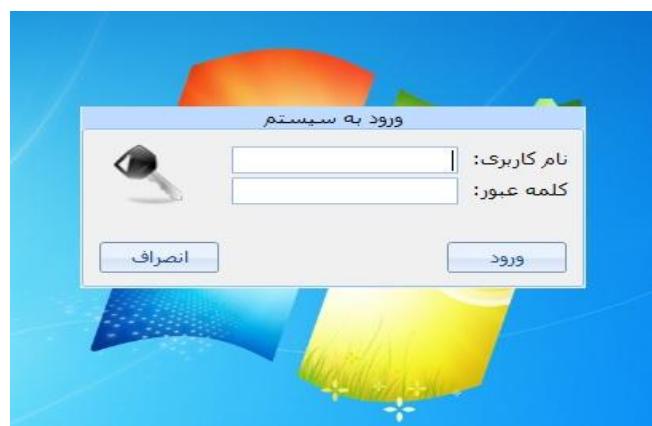 ورود به سیستم
نام کاربری:
کلمه عبور:
ورود
انصراف